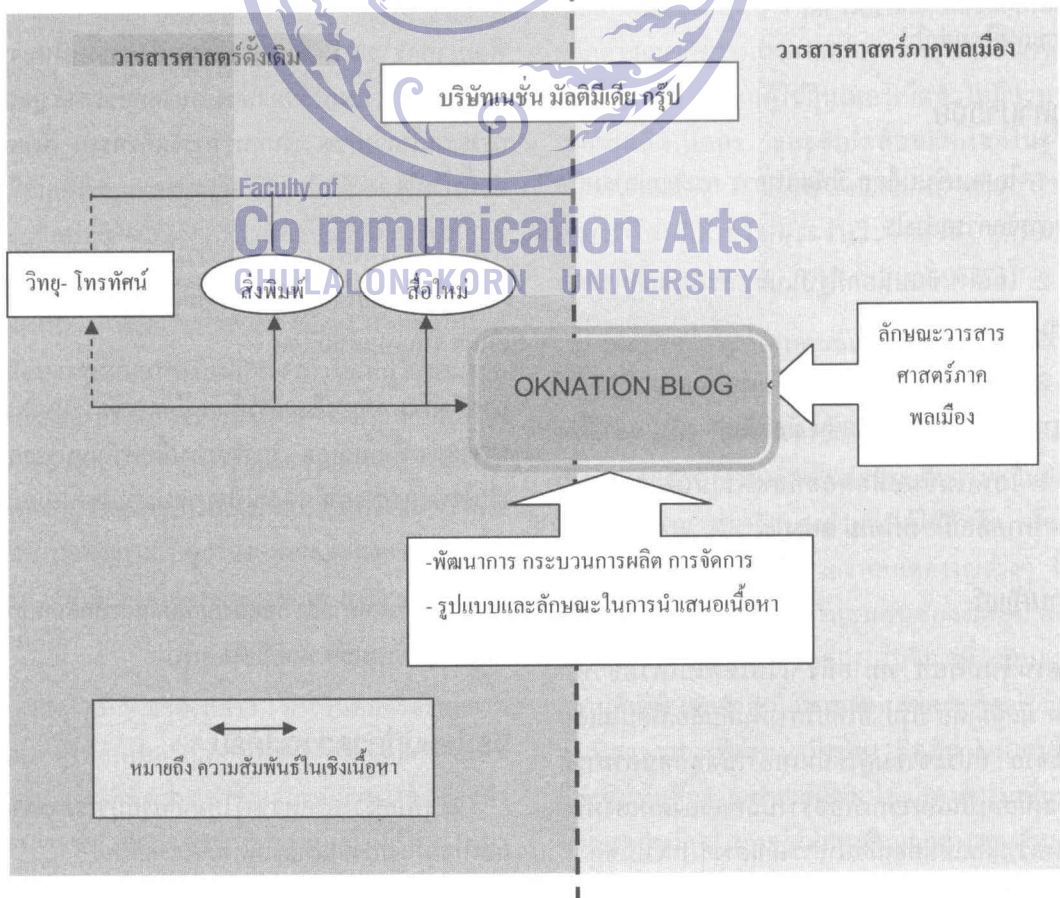 วารสารศาสตร์ดั้งเดิม
วารสารศาสตร์ภาคพลเมือง
บริษัทเนชั่น มัลติมีเดีย กรุ๊ป
Faculty of
Communication Arts
CHULALONGKORN UNIVERSITY
วิทยุ- โทรทัศน์
สิ่งพิมพ์
สื่อใหม่
OKNATION BLOG
ลักษณะวารสาร
ศาสตร์ภาค
พลเมือง
-พัฒนาการ กระบวนการผลิต การจัดการ
- รูปแบบและลักษณะในการนำเสนอเนื้อหา
หมายถึง ความสัมพันธ์ในเชิงเนื้อหา